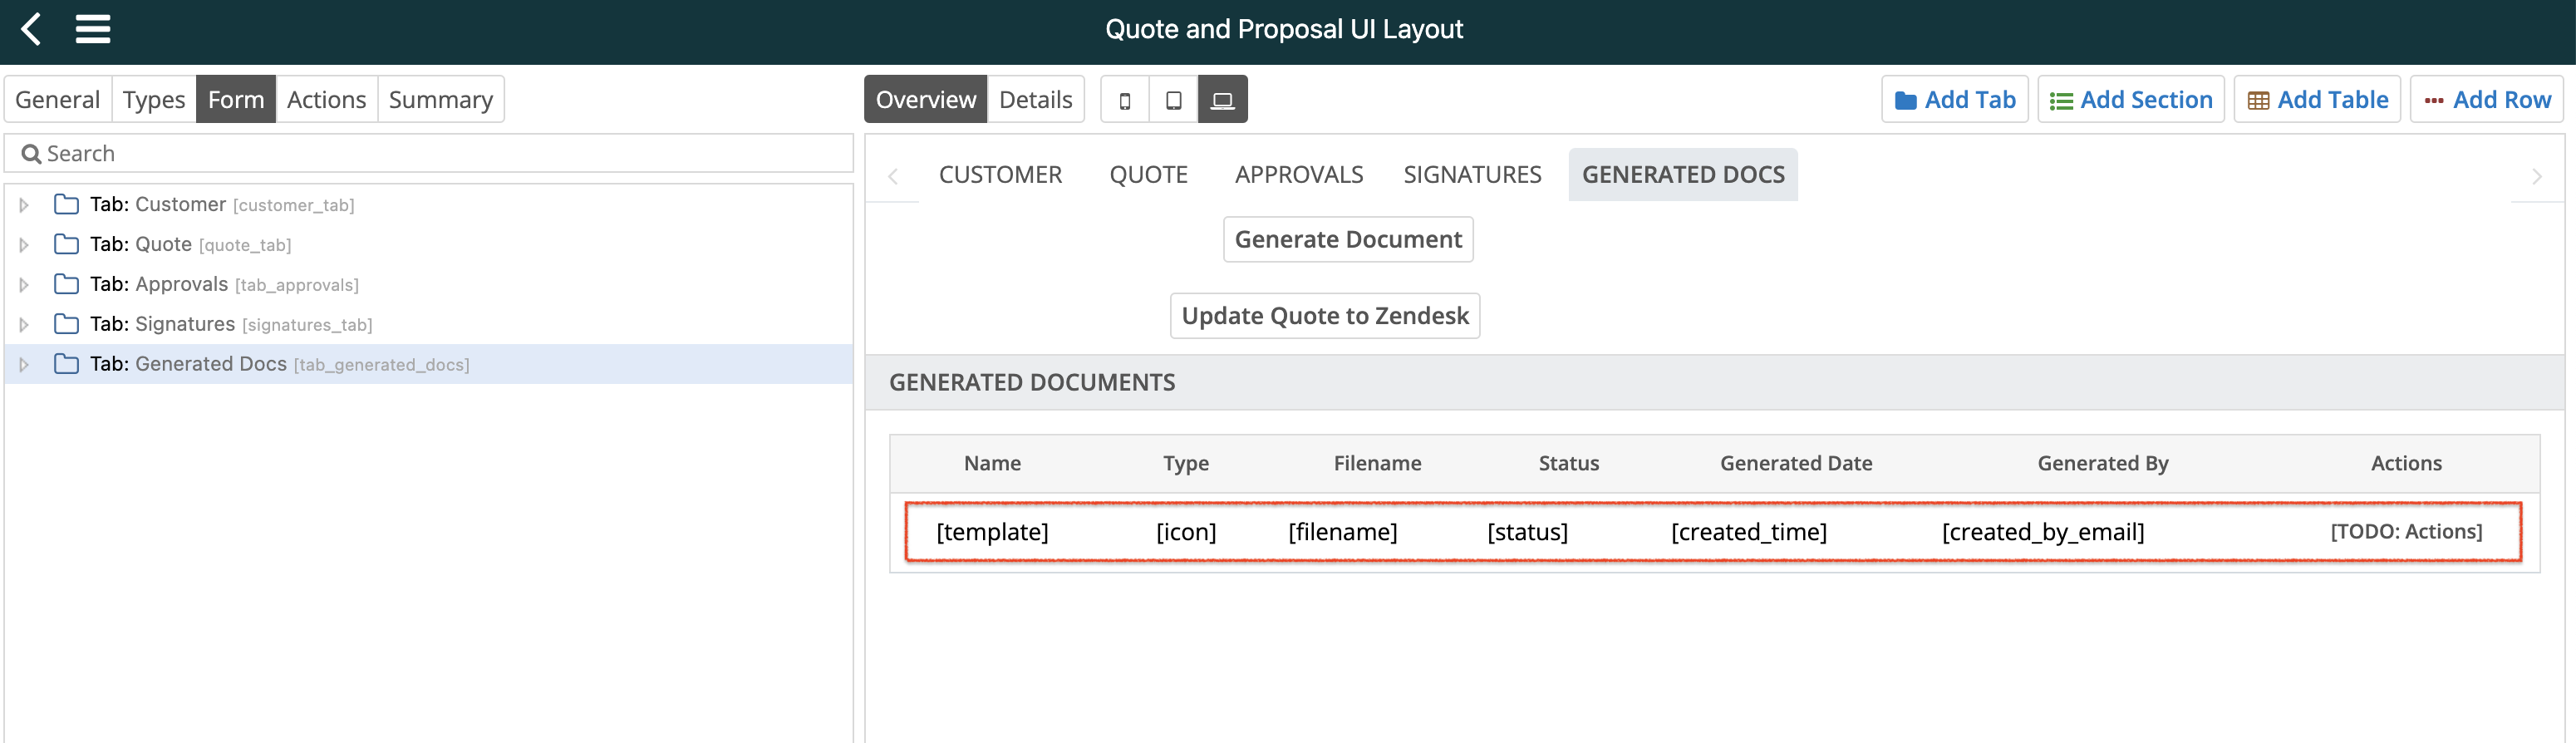 Quote and Proposal UI Layout
General Types Form Actions Summary
Overview Details
Add Tab Add Section Add Table Add Row
Search
Tab: Customer [customer_tab]
Tab: Quote [quote_tab]
Tab: Approvals [tab_approvals]
Tab: Signatures [signatures_tab]
Tab: Generated Docs [tab_generated_docs]
CUSTOMER QUOTE APPROVALS SIGNATURES GENERATED DOCS
Generate Document
Update Quote to Zendesk
GENERATED DOCUMENTS
Name Type Filename Status Generated Date Generated By Actions
[template] [icon] [filename] [status] [created_time] [created_by_email] [TODO: Actions]